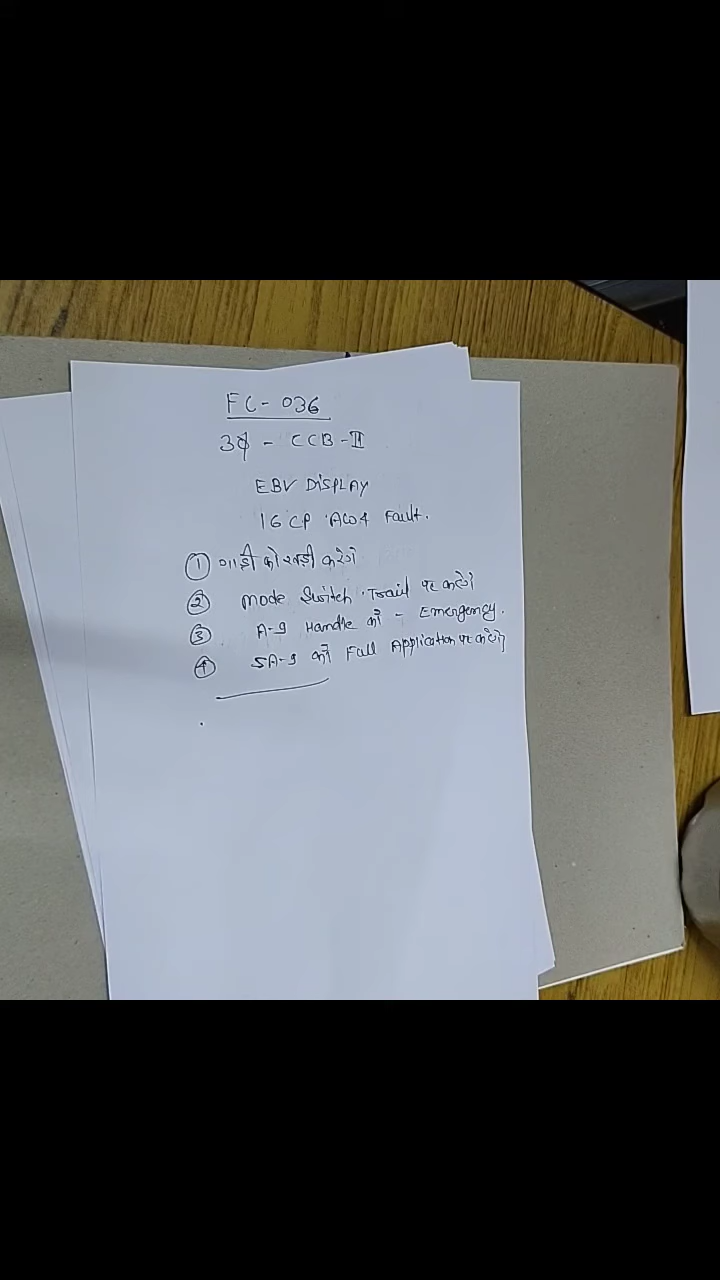 FC- 036
3φ - CCB - II
EBV DISPLAY
16 CP AW4 Fault.
① गाड़ी को खड़ी करेंगे
② Mode Switch Trail पर करेंगे
③ A-9 Handle को - Emergency.
④ SA-9 को Full Application पर करेंगे